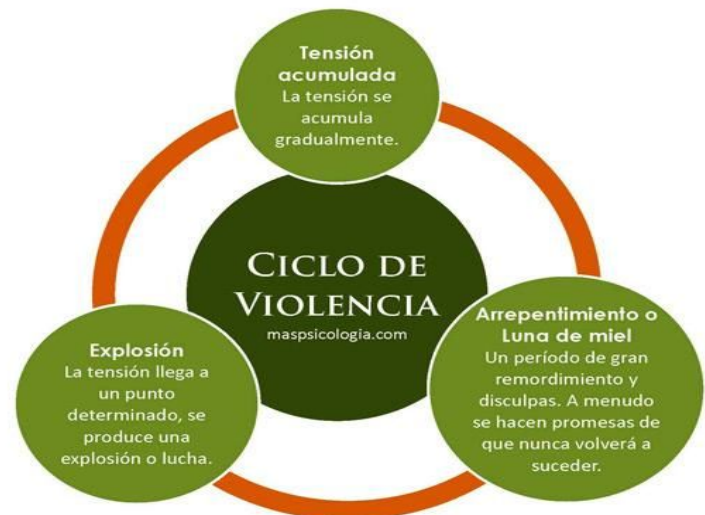 Tensión
acumulada
La tensión se
acumula
gradualmente.
CICLO DE
VIOLENCIA
maspsicologia.com
Explosión
La tensión llega a
un punto
determinado, se
produce una
explosión o lucha.
Arrepentimiento o
Luna de miel
Un período de gran
remordimiento y
disculpas. A menudo
se hacen promesas de
que nunca volverá a
suceder.